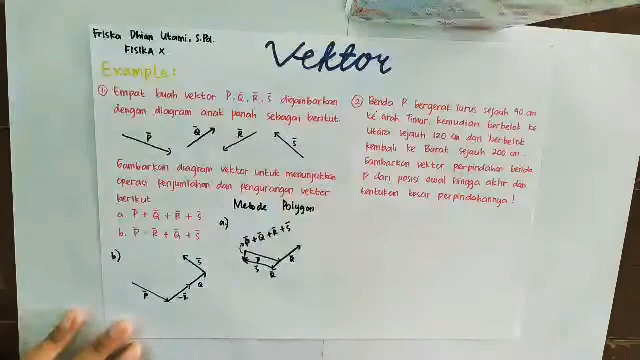 Friska Dhian Utami, S.Pd.
FISIKA X
Vektor
Example:
① Empat buah vektor P, Q, R, S digambarkan
dengan diagram anak panah sebagai berikut.
P
Q
R
S
Gambarkan diagram vektor untuk menunjukkan
operasi penjumlahan dan pengurangan vektor
berikut
a. P + Q + R + S
b. P - R + Q + S
② Benda P bergerak lurus sejauh 40 cm
ke arah Timur, kemudian berbelok ke
Utara sejauh 120 cm dan berbelok
kembali ke Barat sejauh 200 cm.
Gambarkan vektor perpindahan benda
P dari posisi awal hingga akhir dan
tentukan besar perpindahannya!
Metode Polygon
a)
P + Q + R + S
P
S
R
b)
P
-R
Q
S